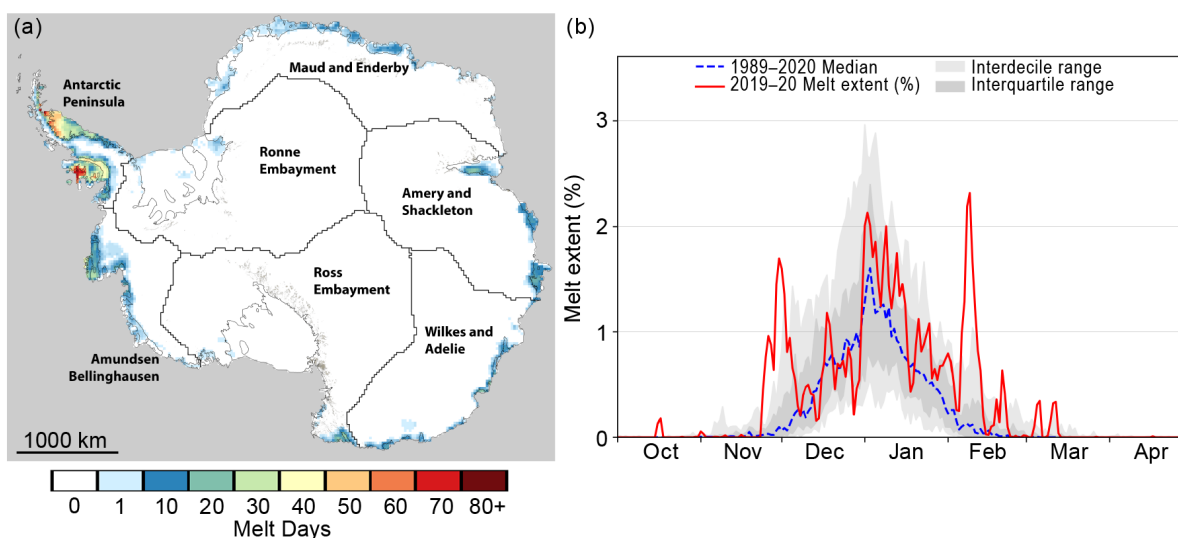 (a)
Antarctic
Peninsula
Maud and Enderby
Ronne
Embayment
Amery and
Shackleton
Ross
Embayment
Wilkes and
Adelie
Amundsen
Bellinghausen
1000 km
0 1 10 20 30 40 50 60 70 80+
Melt Days
(b)
1989–2020 Median
2019–20 Melt extent (%)
Interdecile range
Interquartile range
Melt extent (%)
3
2
1
0
Oct Nov Dec Jan Feb Mar Apr